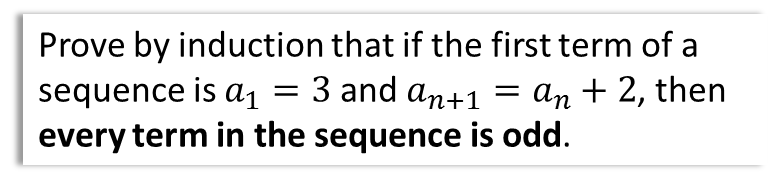 Prove by induction that if the first term of a
sequence is 𝑎₁ = 3 and 𝑎ₙ₊₁ = 𝑎ₙ + 2, then
every term in the sequence is odd.